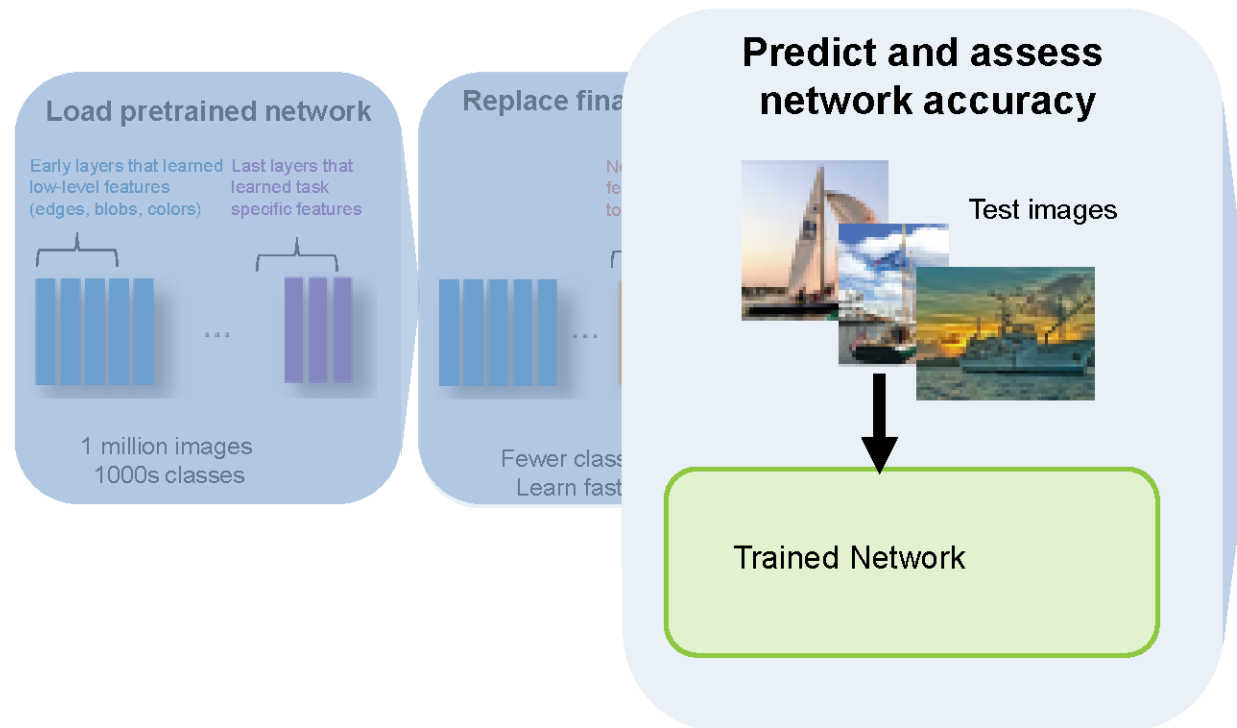 Predict and assess
network accuracy
Load pretrained network
Replace fina
Early layers that learned
low-level features
(edges, blobs, colors)
Last layers that
learned task
specific features
Test images
...
...
1 million images
1000s classes
Fewer class
Learn fast
Trained Network